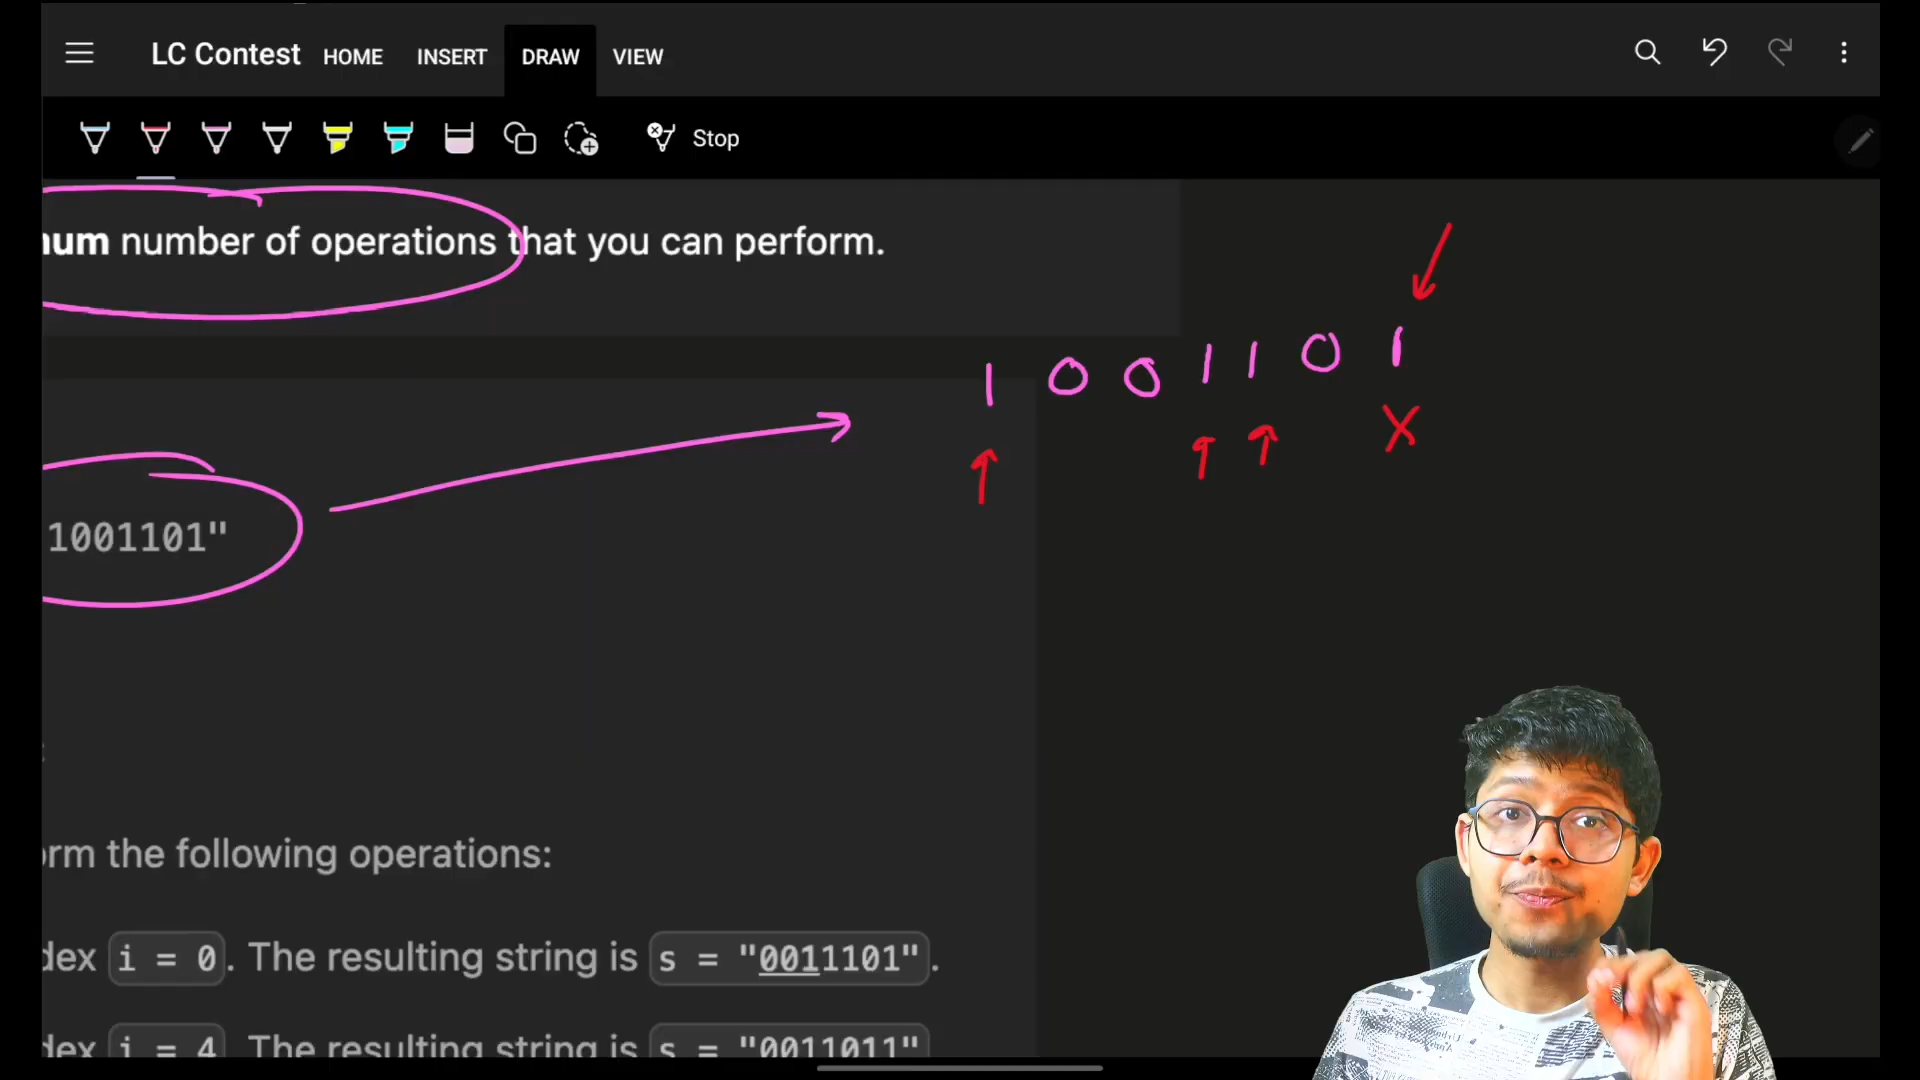 LC Contest HOME INSERT DRAW VIEW
Stop
num number of operations that you can perform.
1 0 0 1 1 0 1
X
1001101"
rm the following operations:
dex i = 0. The resulting string is s = "0011101".
dex i = 4. The resulting string is s = "0011011"